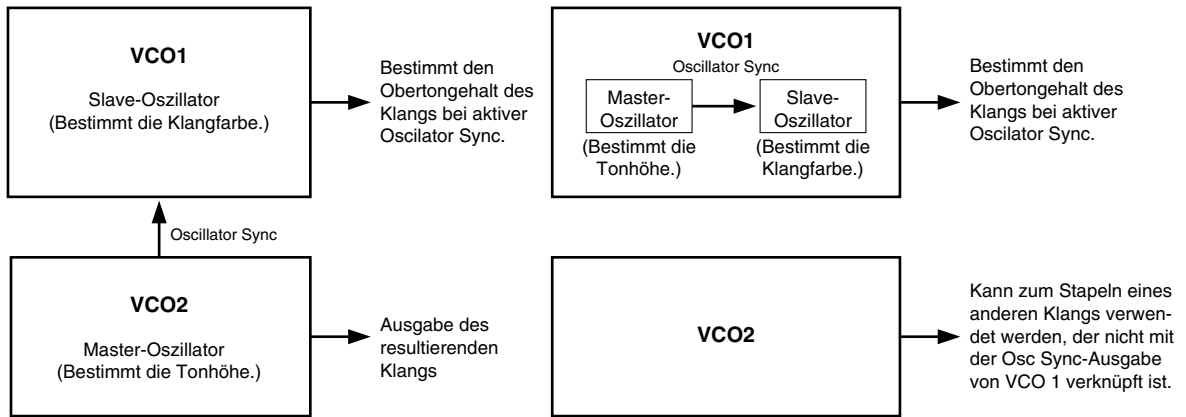 VCO1
Slave-Oszillator
(Bestimmt die Klangfarbe.)
Bestimmt den
Obertongehalt des
Klangs bei aktiver
Oscilator Sync.
Oscillator Sync
VCO2
Master-Oszillator
(Bestimmt die Tonhöhe.)
Ausgabe des
resultierenden
Klangs
VCO1
Oscillator Sync
Master-
Oszillator
(Bestimmt die
Tonhöhe.)
Slave-
Oszillator
(Bestimmt die
Klangfarbe.)
Bestimmt den
Obertongehalt des
Klangs bei aktiver
Oscilator Sync.
VCO2
Kann zum Stapeln eines
anderen Klangs verwen-
det werden, der nicht mit
der Osc Sync-Ausgabe
von VCO 1 verknüpft ist.